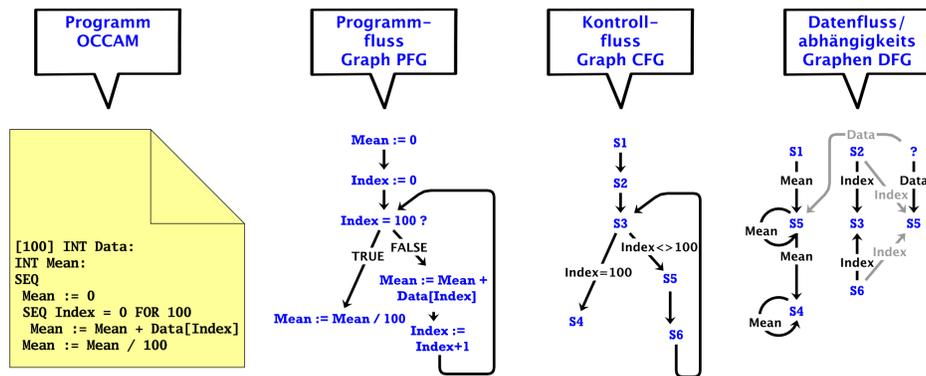 Programm
OCCAM
Programm-
fluss
Graph PFG
Kontroll-
fluss
Graph CFG
Datenfluss/
abhängigkeits
Graphen DFG
[100] INT Data:
INT Mean:
SEQ
Mean := 0
SEQ Index = 0 FOR 100
Mean := Mean + Data[Index]
Mean := Mean / 100
Mean := 0
Index := 0
Index = 100 ?
TRUE
FALSE
Mean := Mean +
Data[Index]
Mean := Mean / 100
Index :=
Index+1
S1
S2
S3
Index<>100
Index=100
S5
S4
S6
Data
S1
S2
?
Mean
Index
Data
Index
S5
S3
S5
Mean
Mean
Index
Index
S6
S4
Mean